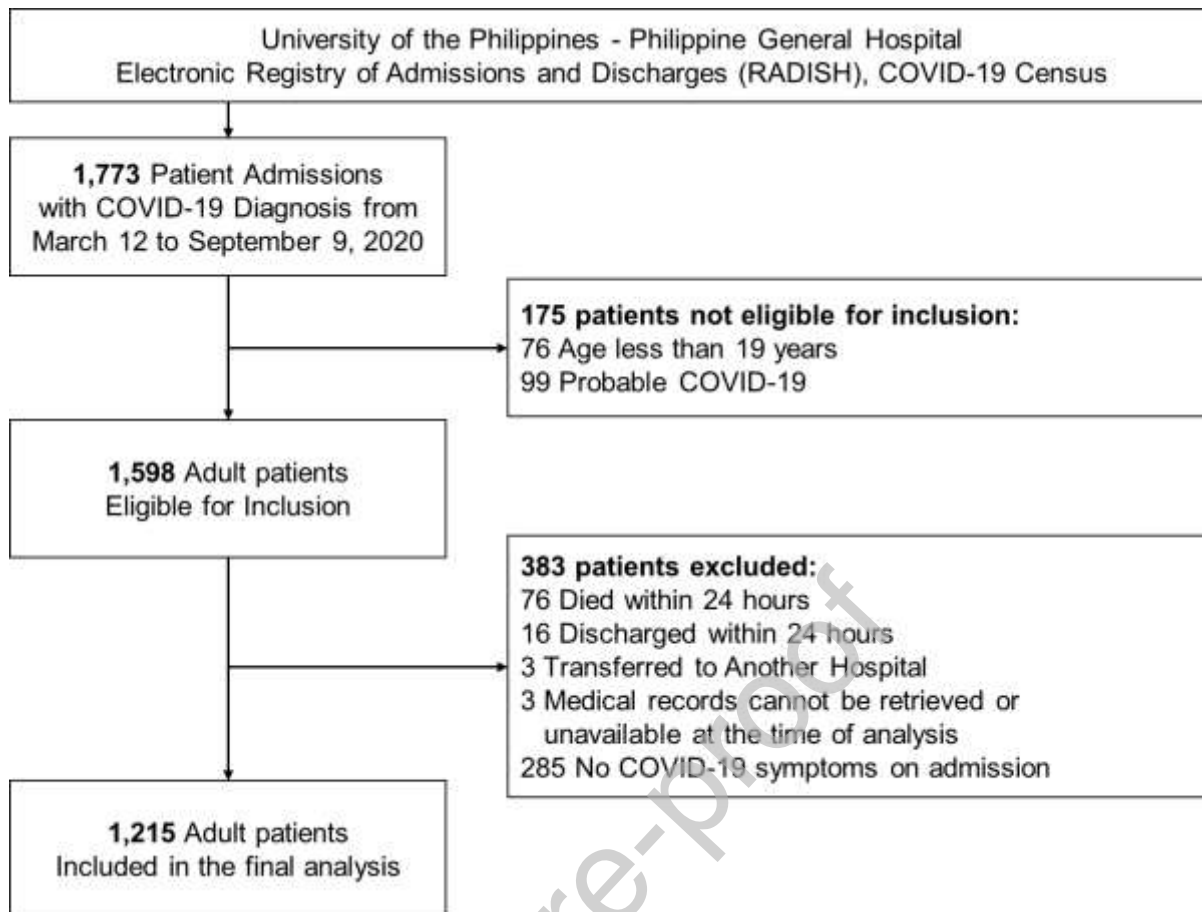 University of the Philippines - Philippine General Hospital
Electronic Registry of Admissions and Discharges (RADISH), COVID-19 Census
1,773 Patient Admissions
with COVID-19 Diagnosis from
March 12 to September 9, 2020
175 patients not eligible for inclusion:
76 Age less than 19 years
99 Probable COVID-19
1,598 Adult patients
Eligible for Inclusion
383 patients excluded:
76 Died within 24 hours
16 Discharged within 24 hours
3 Transferred to Another Hospital
3 Medical records cannot be retrieved or
unavailable at the time of analysis
285 No COVID-19 symptoms on admission
1,215 Adult patients
Included in the final analysis
re-proof